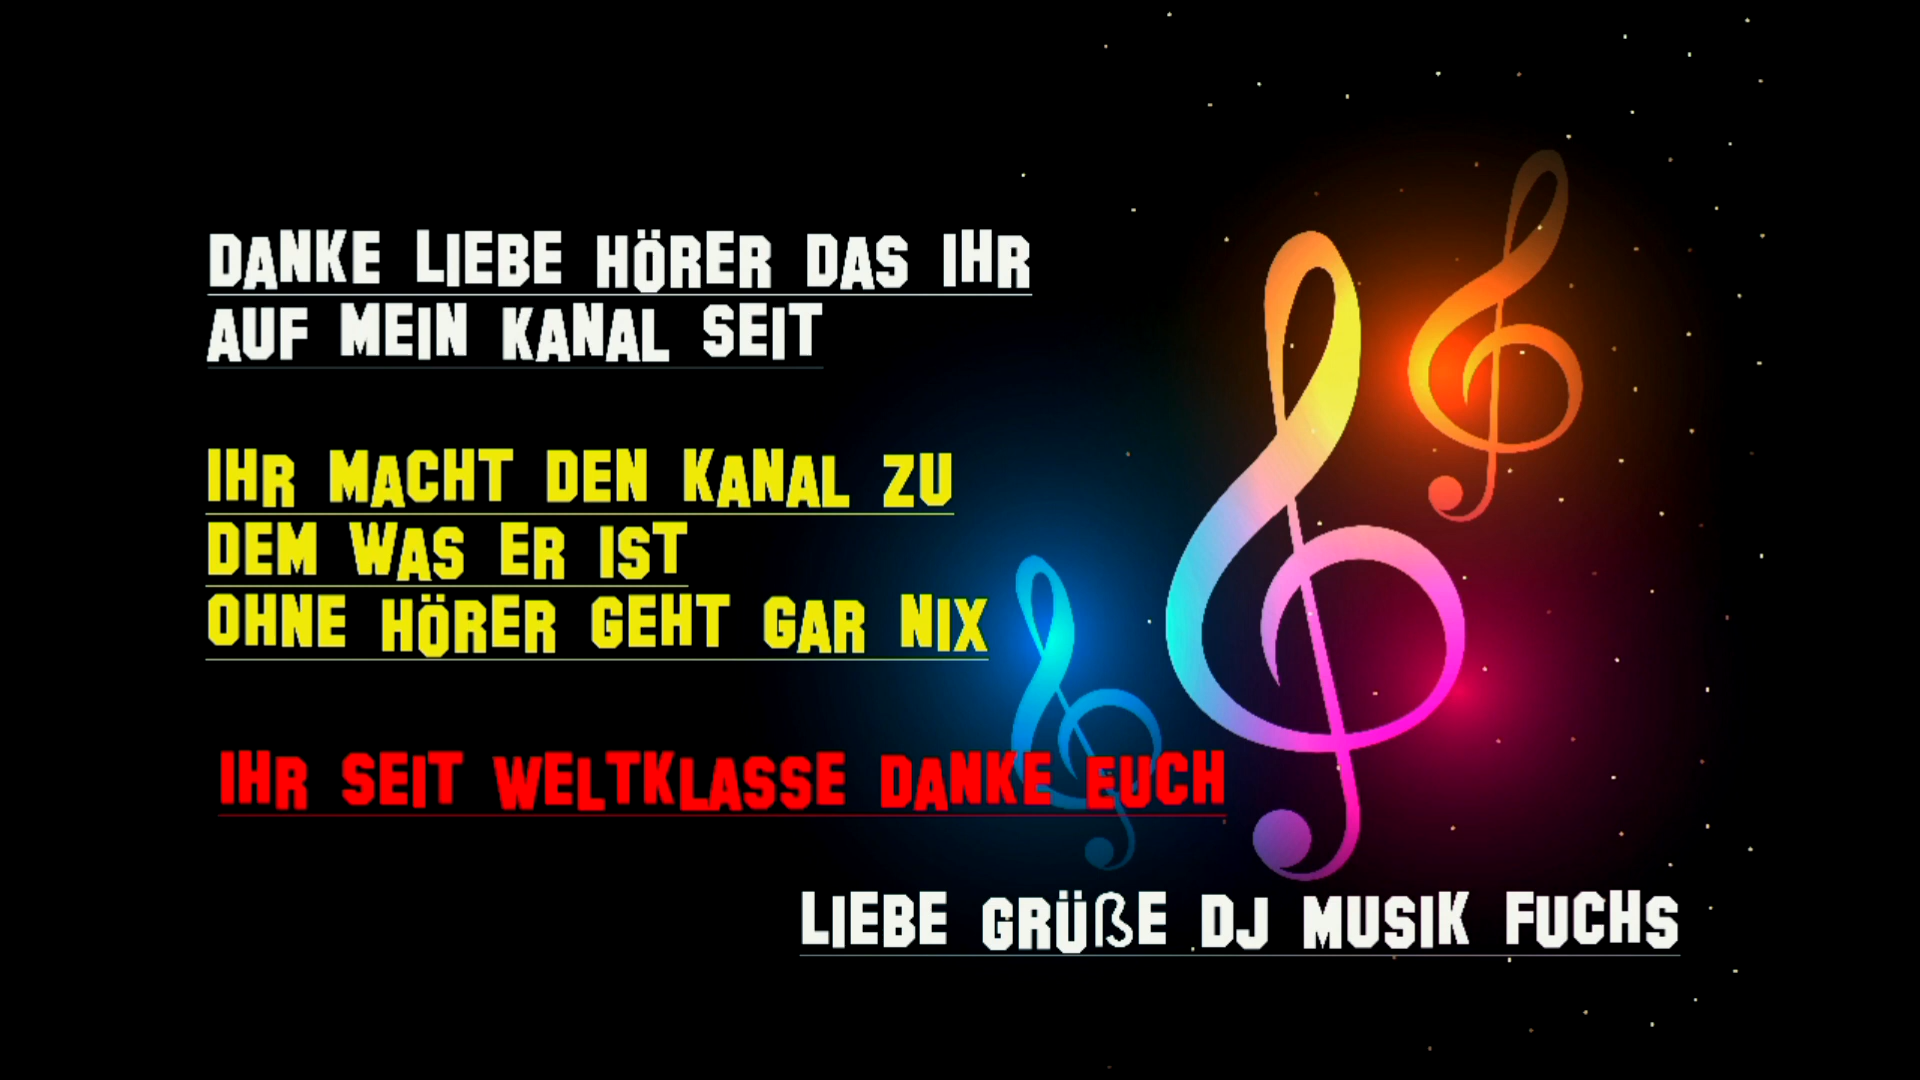 DANKE LIEBE HÖRER DAS IHR
AUF MEIN KANAL SEIT
IHR MACHT DEN KANAL ZU
DEM WAS ER IST
OHNE HÖRER GEHT GAR NIX
IHR SEIT WELTKLASSE DANKE EUCH
LIEBE GRÜßE DJ MUSIK FUCHS